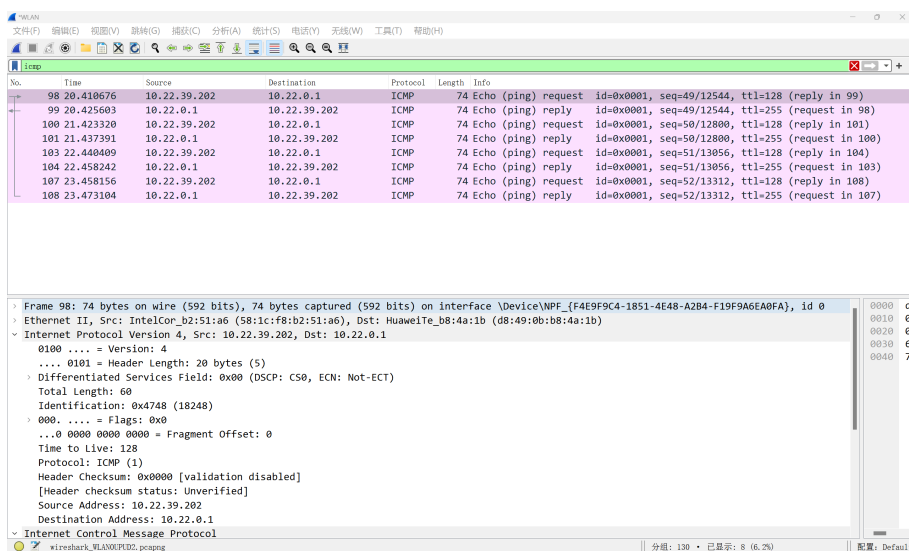 *WLAN
文件(F) 编辑(E) 视图(V) 跳转(G) 捕获(C) 分析(A) 统计(S) 电话(Y) 无线(W) 工具(T) 帮助(H)
icmp
No. Time Source Destination Protocol Length Info
98 20.410676 10.22.39.202 10.22.0.1 ICMP 74 Echo (ping) request id=0x0001, seq=49/12544, ttl=128 (reply in 99)
99 20.425603 10.22.0.1 10.22.39.202 ICMP 74 Echo (ping) reply id=0x0001, seq=49/12544, ttl=255 (request in 98)
100 21.423320 10.22.39.202 10.22.0.1 ICMP 74 Echo (ping) request id=0x0001, seq=50/12800, ttl=128 (reply in 101)
101 21.437391 10.22.0.1 10.22.39.202 ICMP 74 Echo (ping) reply id=0x0001, seq=50/12800, ttl=255 (request in 100)
103 22.440409 10.22.39.202 10.22.0.1 ICMP 74 Echo (ping) request id=0x0001, seq=51/13056, ttl=128 (reply in 104)
104 22.458242 10.22.0.1 10.22.39.202 ICMP 74 Echo (ping) reply id=0x0001, seq=51/13056, ttl=255 (request in 103)
107 23.458156 10.22.39.202 10.22.0.1 ICMP 74 Echo (ping) request id=0x0001, seq=52/13312, ttl=128 (reply in 108)
108 23.473104 10.22.0.1 10.22.39.202 ICMP 74 Echo (ping) reply id=0x0001, seq=52/13312, ttl=255 (request in 107)
Frame 98: 74 bytes on wire (592 bits), 74 bytes captured (592 bits) on interface \Device\NPF_{F4E9F9C4-1851-4E48-A2B4-F19F9A6EA0FA}, id 0
Ethernet II, Src: IntelCor_b2:51:a6 (58:1c:f8:b2:51:a6), Dst: HuaweiTe_b8:4a:1b (d8:49:0b:b8:4a:1b)
Internet Protocol Version 4, Src: 10.22.39.202, Dst: 10.22.0.1
0100 .... = Version: 4
.... 0101 = Header Length: 20 bytes (5)
Differentiated Services Field: 0x00 (DSCP: CS0, ECN: Not-ECT)
Total Length: 60
Identification: 0x4748 (18248)
000. .... = Flags: 0x0
...0 0000 0000 0000 = Fragment Offset: 0
Time to Live: 128
Protocol: ICMP (1)
Header Checksum: 0x0000 [validation disabled]
[Header checksum status: Unverified]
Source Address: 10.22.39.202
Destination Address: 10.22.0.1
Internet Control Message Protocol
0000
0010
0020
0030
0040
wireshark_WLANOUPUD2.pcapng 分组: 130 · 已显示: 8 (6.2%) 配置: Defaul